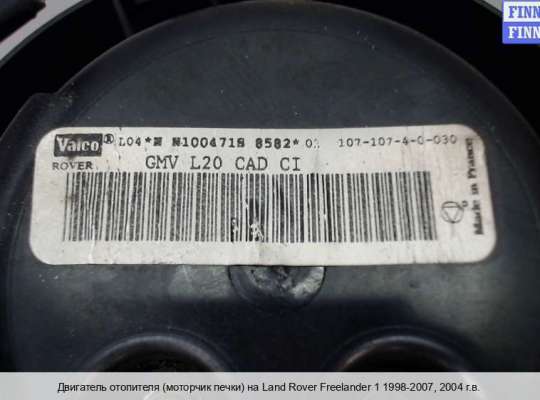 FINN
FINN
Valeo ® L04*M N100471S 8582* 0. 107-107-4-0-030
ROVER GMV L20 CAD CI
Made in France
Двигатель отопителя (моторчик печки) на Land Rover Freelander 1 1998-2007, 2004 г.в.